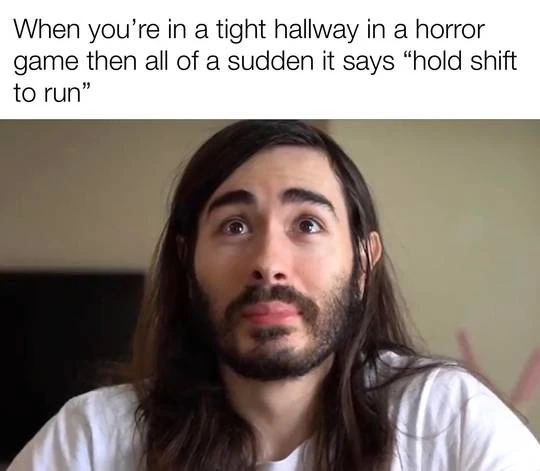 When you’re in a tight hallway in a horror
game then all of a sudden it says “hold shift
to run”